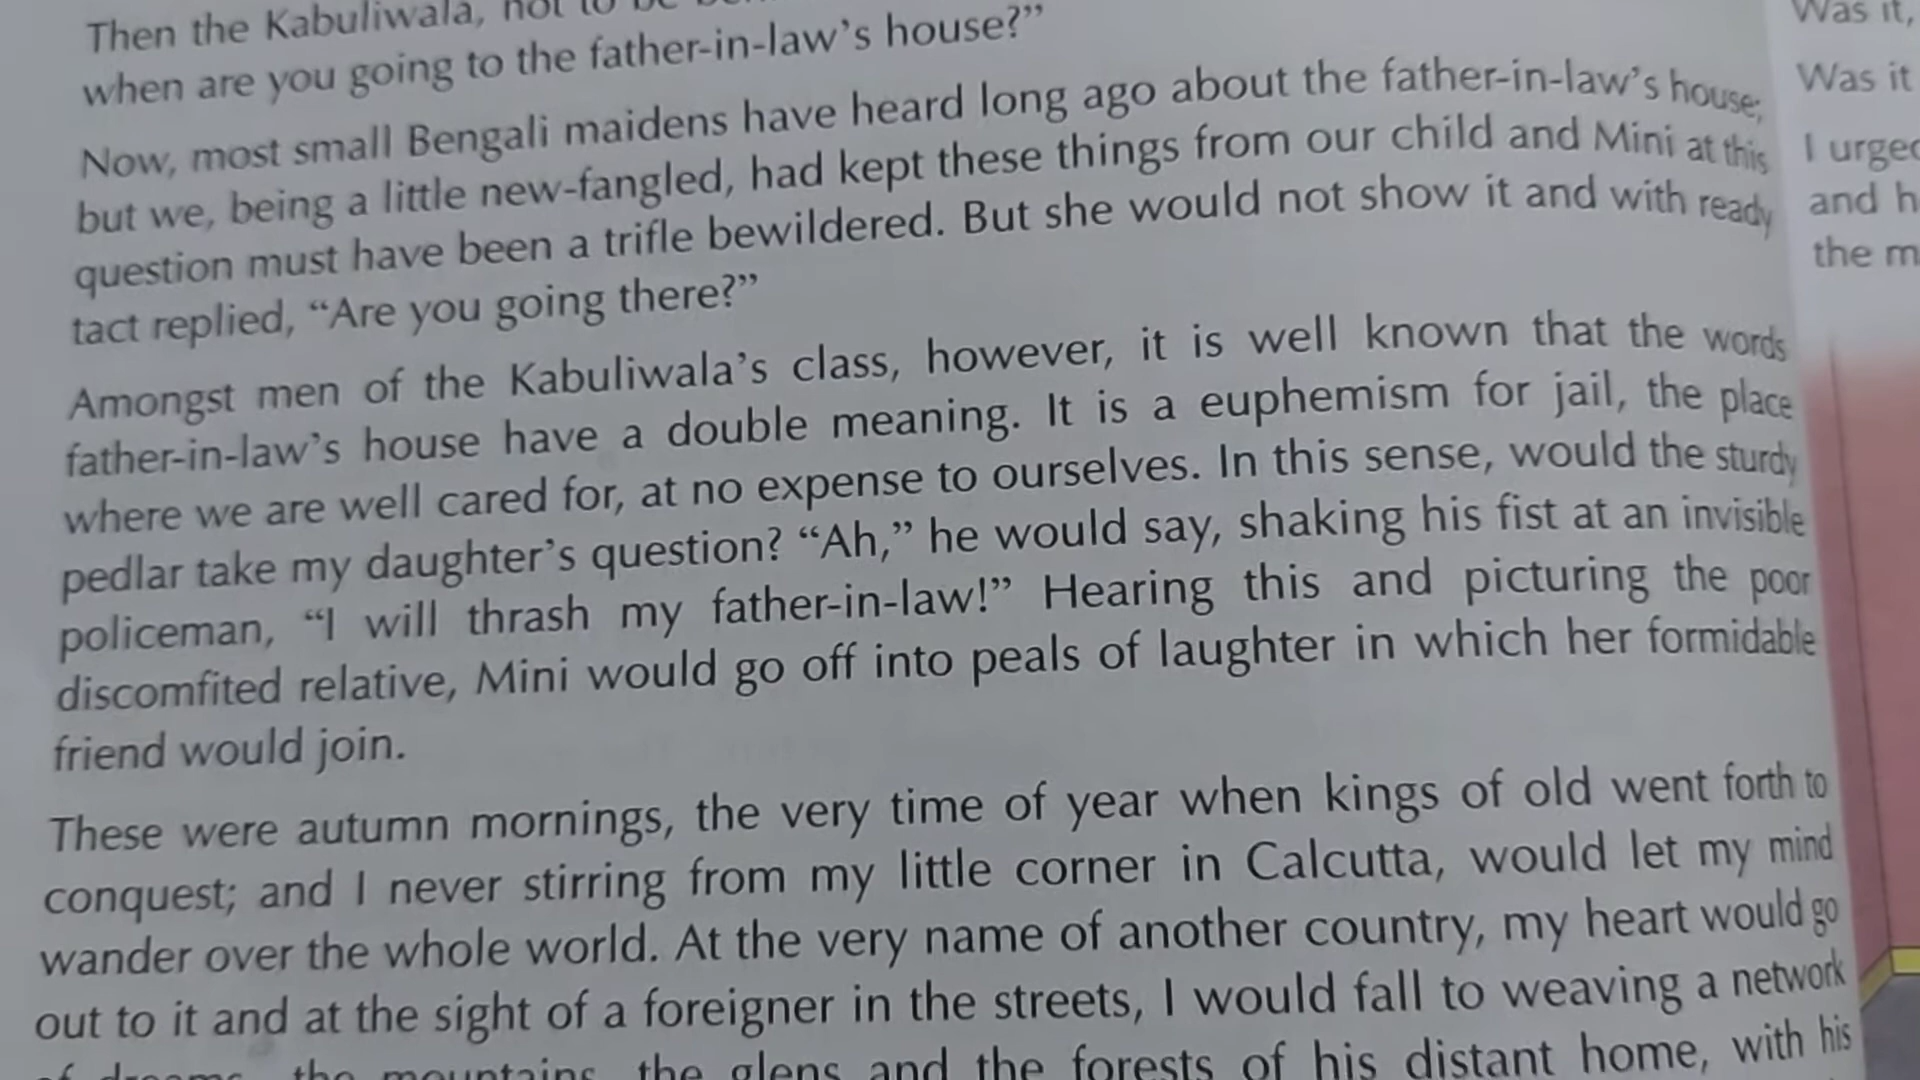 Then the Kabuliwala, not to be
when are you going to the father-in-law's house?"
Now, most small Bengali maidens have heard long ago about the father-in-law's house;
but we, being a little new-fangled, had kept these things from our child and Mini at this
question must have been a trifle bewildered. But she would not show it and with ready
tact replied, “Are you going there?”
Amongst men of the Kabuliwala’s class, however, it is well known that the words
father-in-law’s house have a double meaning. It is a euphemism for jail, the place
where we are well cared for, at no expense to ourselves. In this sense, would the sturdy
pedlar take my daughter’s question? “Ah,” he would say, shaking his fist at an invisible
policeman, “I will thrash my father-in-law!” Hearing this and picturing the poor
discomfited relative, Mini would go off into peals of laughter in which her formidable
friend would join.
These were autumn mornings, the very time of year when kings of old went forth to
conquest; and I never stirring from my little corner in Calcutta, would let my mind
wander over the whole world. At the very name of another country, my heart would go
out to it and at the sight of a foreigner in the streets, I would fall to weaving a network
of dreams, the mountains, the glens and the forests of his distant home, with his
Was it,
Was it
I urged
and h
the m